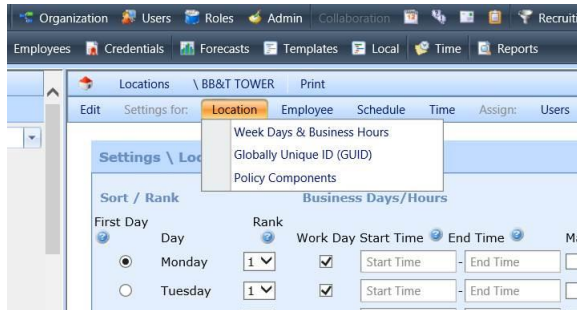 Organization Users Roles Admin Collaboration Recruiti
Employees Credentials Forecasts Templates Local Time Reports
Locations \ BB&T TOWER Print
Edit Settings for: Location Employee Schedule Time Assign: Users
Week Days & Business Hours
Globally Unique ID (GUID)
Policy Components
Settings \ Loc
Sort / Rank Business Days/Hours
First Day Rank
Day Work Day Start Time End Time Ma
Monday 1 Start Time - End Time
Tuesday 1 Start Time - End Time